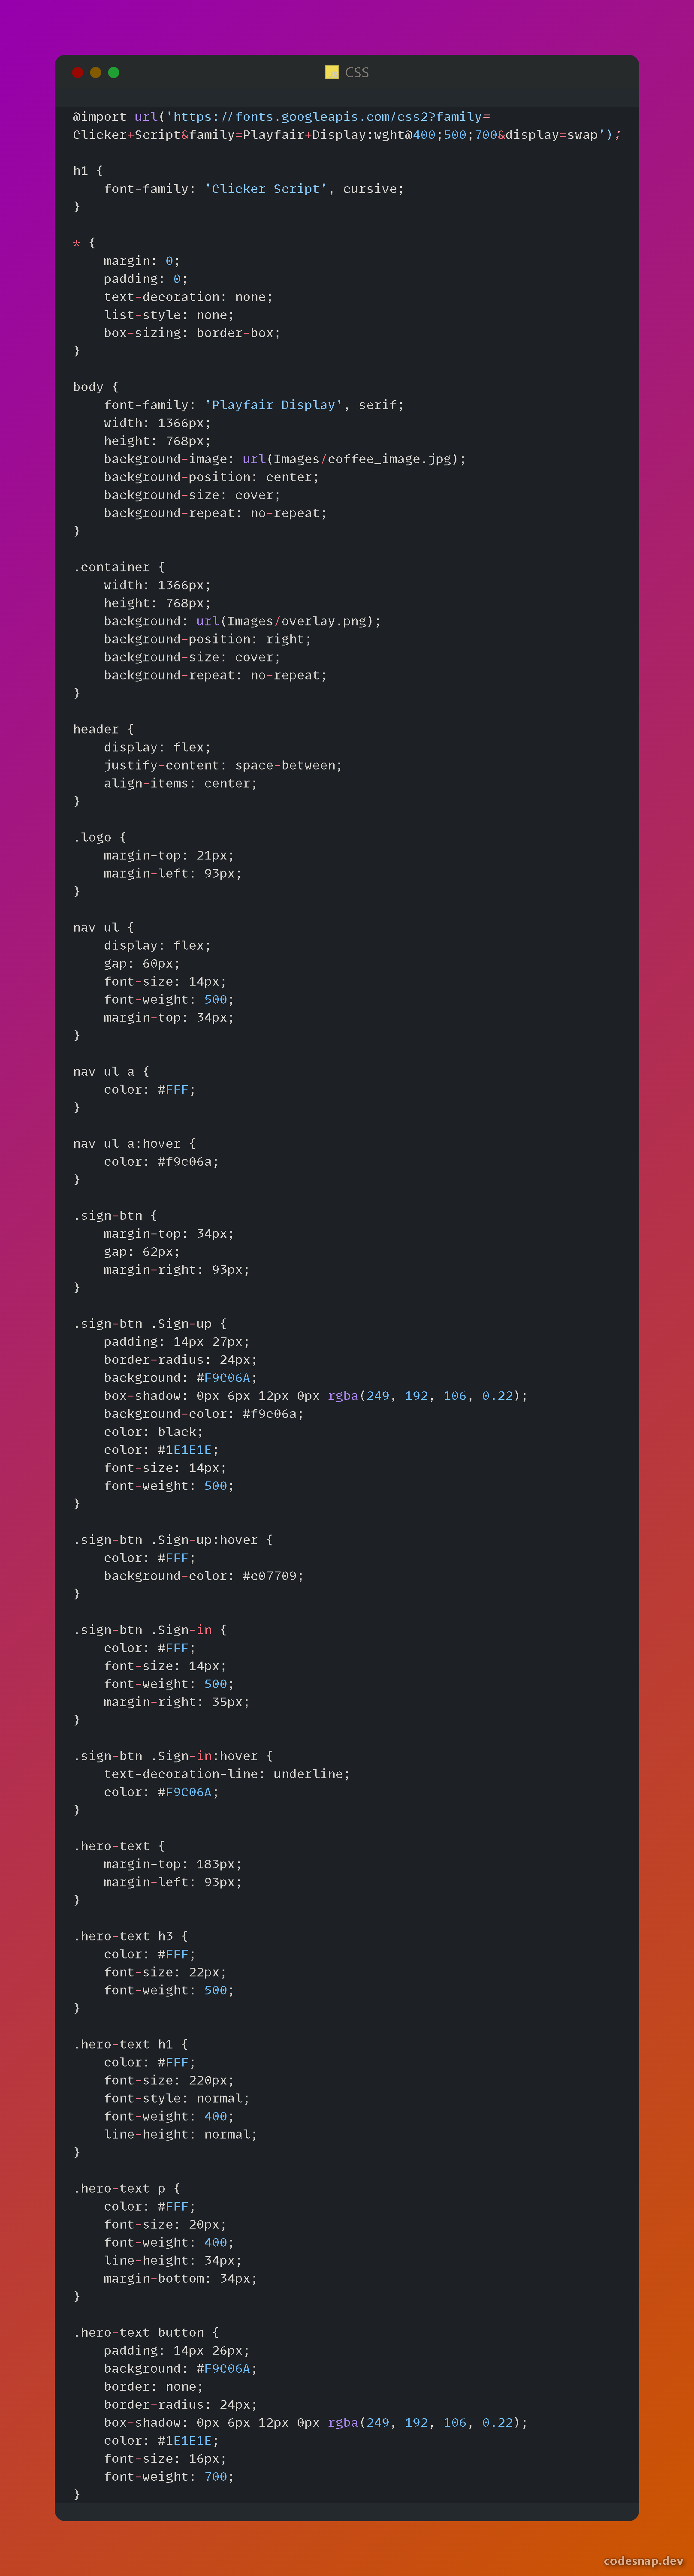 CSS
@import url('https://fonts.googleapis.com/css2?family=
Clicker+Script&family=Playfair+Display:wght@400;500;700&display=swap');
h1 {
    font-family: 'Clicker Script', cursive;
}
* {
    margin: 0;
    padding: 0;
    text-decoration: none;
    list-style: none;
    box-sizing: border-box;
}
body {
    font-family: 'Playfair Display', serif;
    width: 1366px;
    height: 768px;
    background-image: url(Images/coffee_image.jpg);
    background-position: center;
    background-size: cover;
    background-repeat: no-repeat;
}
.container {
    width: 1366px;
    height: 768px;
    background: url(Images/overlay.png);
    background-position: right;
    background-size: cover;
    background-repeat: no-repeat;
}
header {
    display: flex;
    justify-content: space-between;
    align-items: center;
}
.logo {
    margin-top: 21px;
    margin-left: 93px;
}
nav ul {
    display: flex;
    gap: 60px;
    font-size: 14px;
    font-weight: 500;
    margin-top: 34px;
}
nav ul a {
    color: #FFF;
}
nav ul a:hover {
    color: #f9c06a;
}
.sign-btn {
    margin-top: 34px;
    gap: 62px;
    margin-right: 93px;
}
.sign-btn .Sign-up {
    padding: 14px 27px;
    border-radius: 24px;
    background: #F9C06A;
    box-shadow: 0px 6px 12px 0px rgba(249, 192, 106, 0.22);
    background-color: #f9c06a;
    color: black;
    color: #1E1E1E;
    font-size: 14px;
    font-weight: 500;
}
.sign-btn .Sign-up:hover {
    color: #FFF;
    background-color: #c07709;
}
.sign-btn .Sign-in {
    color: #FFF;
    font-size: 14px;
    font-weight: 500;
    margin-right: 35px;
}
.sign-btn .Sign-in:hover {
    text-decoration-line: underline;
    color: #F9C06A;
}
.hero-text {
    margin-top: 183px;
    margin-left: 93px;
}
.hero-text h3 {
    color: #FFF;
    font-size: 22px;
    font-weight: 500;
}
.hero-text h1 {
    color: #FFF;
    font-size: 220px;
    font-style: normal;
    font-weight: 400;
    line-height: normal;
}
.hero-text p {
    color: #FFF;
    font-size: 20px;
    font-weight: 400;
    line-height: 34px;
    margin-bottom: 34px;
}
.hero-text button {
    padding: 14px 26px;
    background: #F9C06A;
    border: none;
    border-radius: 24px;
    box-shadow: 0px 6px 12px 0px rgba(249, 192, 106, 0.22);
    color: #1E1E1E;
    font-size: 16px;
    font-weight: 700;
}
codesnap.dev